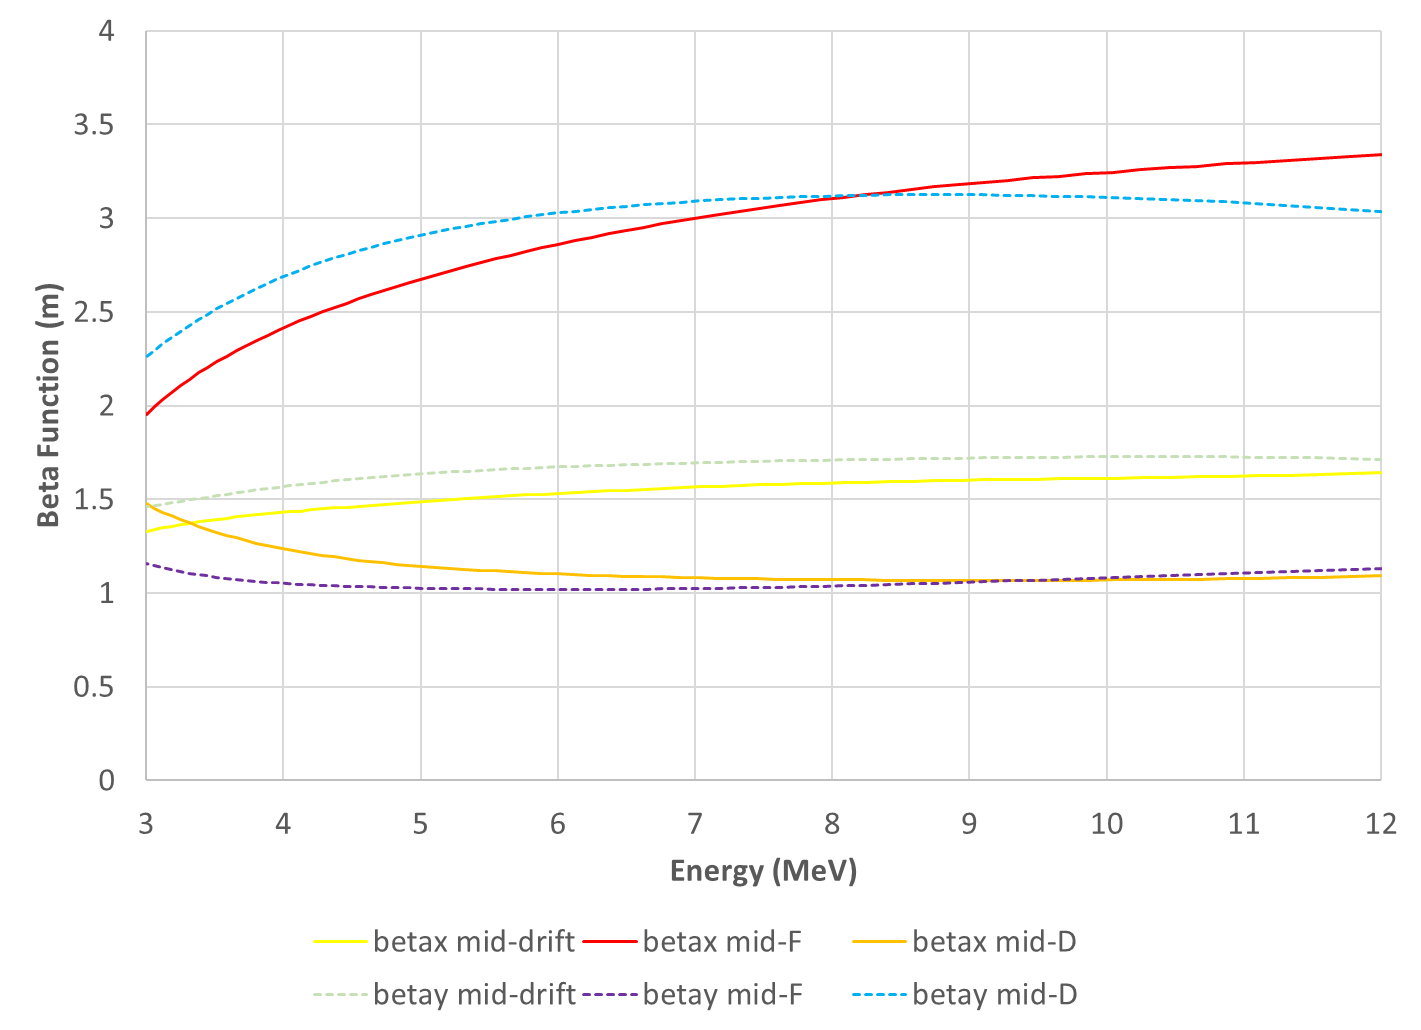 4
3.5
3
2.5
2
1.5
1
0.5
0
Beta Function (m)
3 4 5 6 7 8 9 10 11 12
Energy (MeV)
betax mid-drift betax mid-F betax mid-D
betay mid-drift betay mid-F betay mid-D